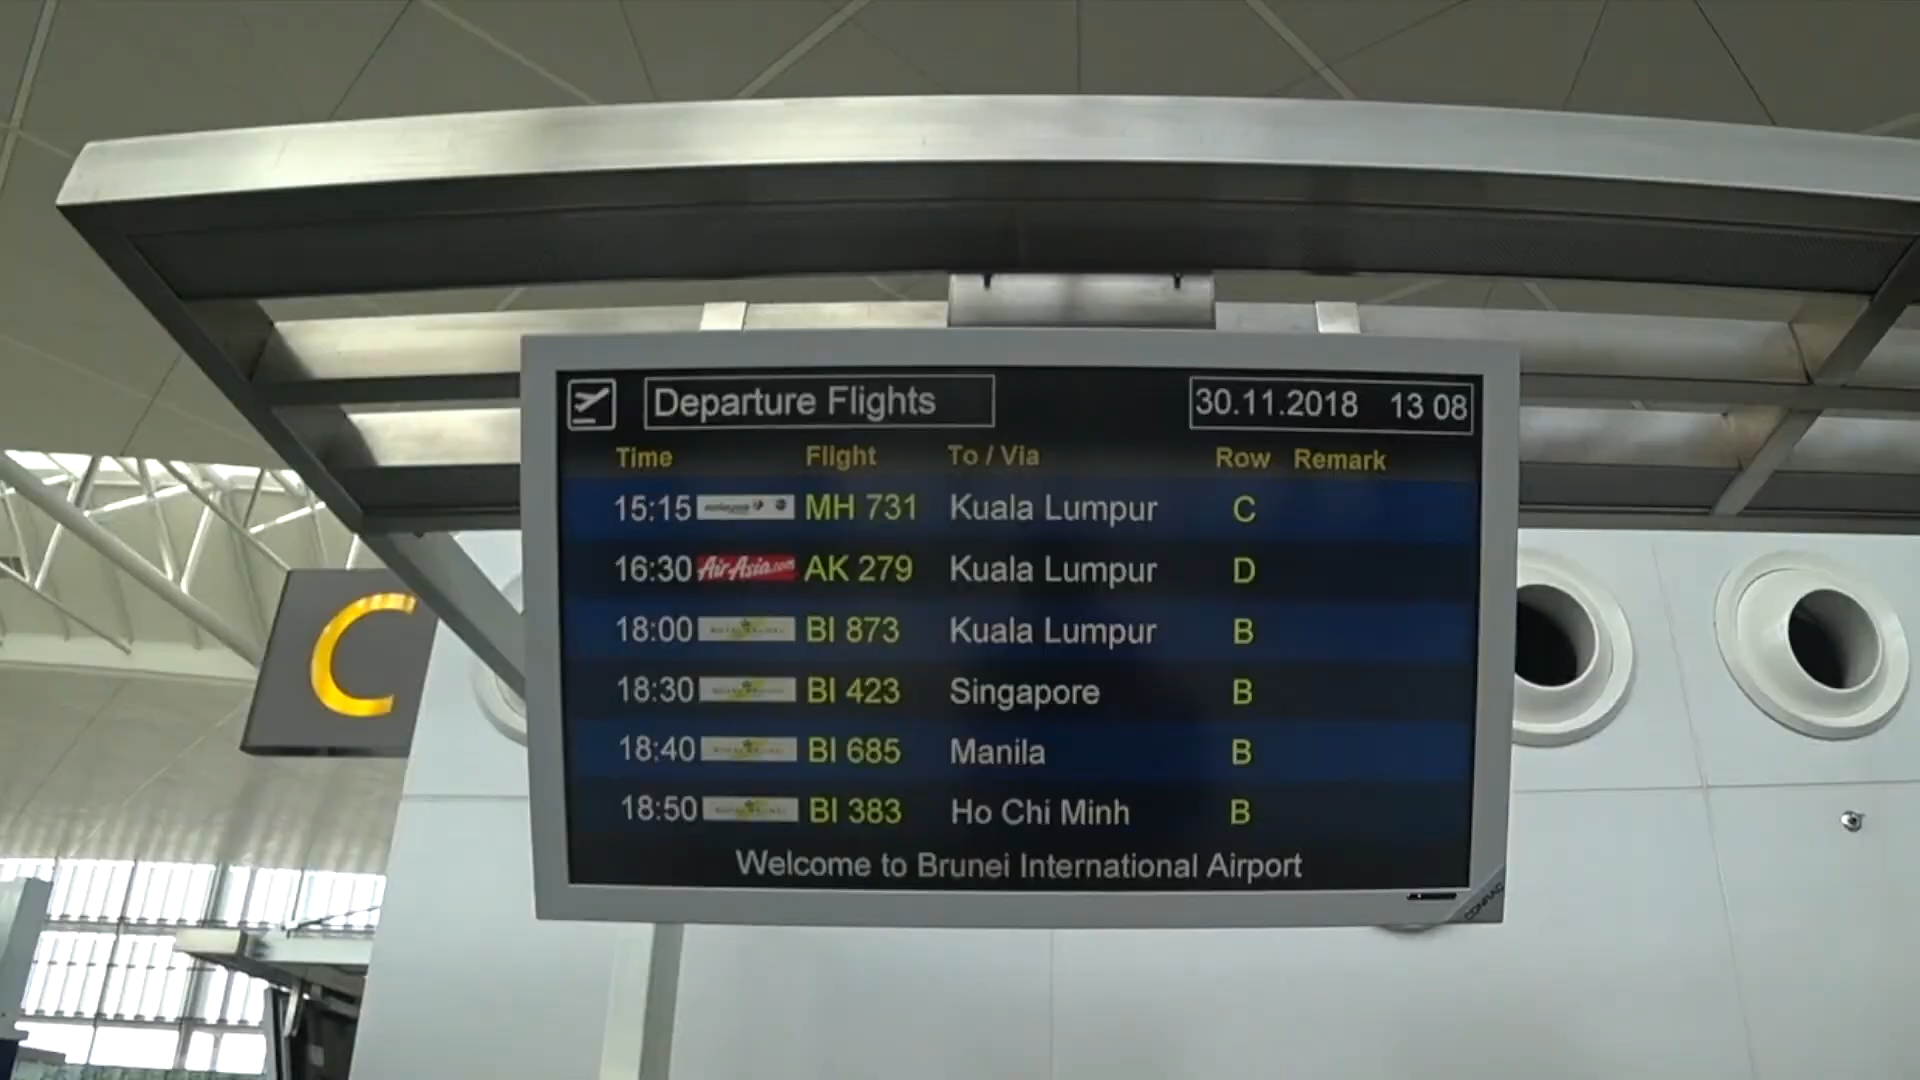 Departure Flights 30.11.2018 13 08
Time Flight To / Via Row Remark
15:15 malaysia MH 731 Kuala Lumpur C
16:30 AirAsia.com AK 279 Kuala Lumpur D
18:00 BI 873 Kuala Lumpur B
18:30 BI 423 Singapore B
18:40 BI 685 Manila B
18:50 BI 383 Ho Chi Minh B
Welcome to Brunei International Airport
CONRAC
C